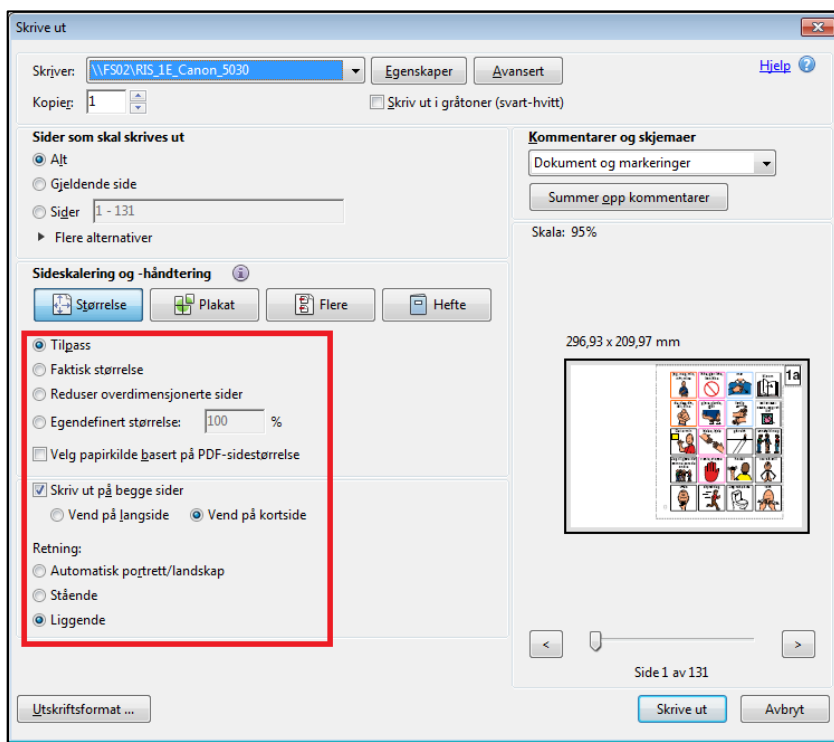 Skrive ut
Skriver: \\FS02\RIS_1E_Canon_5030 Egenskaper Avansert Hjelp
Kopier: 1 Skriv ut i gråtoner (svart-hvitt)
Sider som skal skrives ut
Alt
Gjeldende side
Sider 1 - 131
Flere alternativer
Kommentarer og skjemaer
Dokument og markeringer
Summer opp kommentarer
Sideskalering og -håndtering
Størrelse Plakat Flere Hefte
Tilpass
Faktisk størrelse
Reduser overdimensjonerte sider
Egendefinert størrelse: 100 %
Velg papirkilde basert på PDF-sidestørrelse
Skriv ut på begge sider
Vend på langside Vend på kortside
Retning:
Automatisk portrett/landskap
Stående
Liggende
Skala: 95%
296,93 x 209,97 mm
1a
< >
Side 1 av 131
Utskriftsformat ... Skrive ut Avbryt